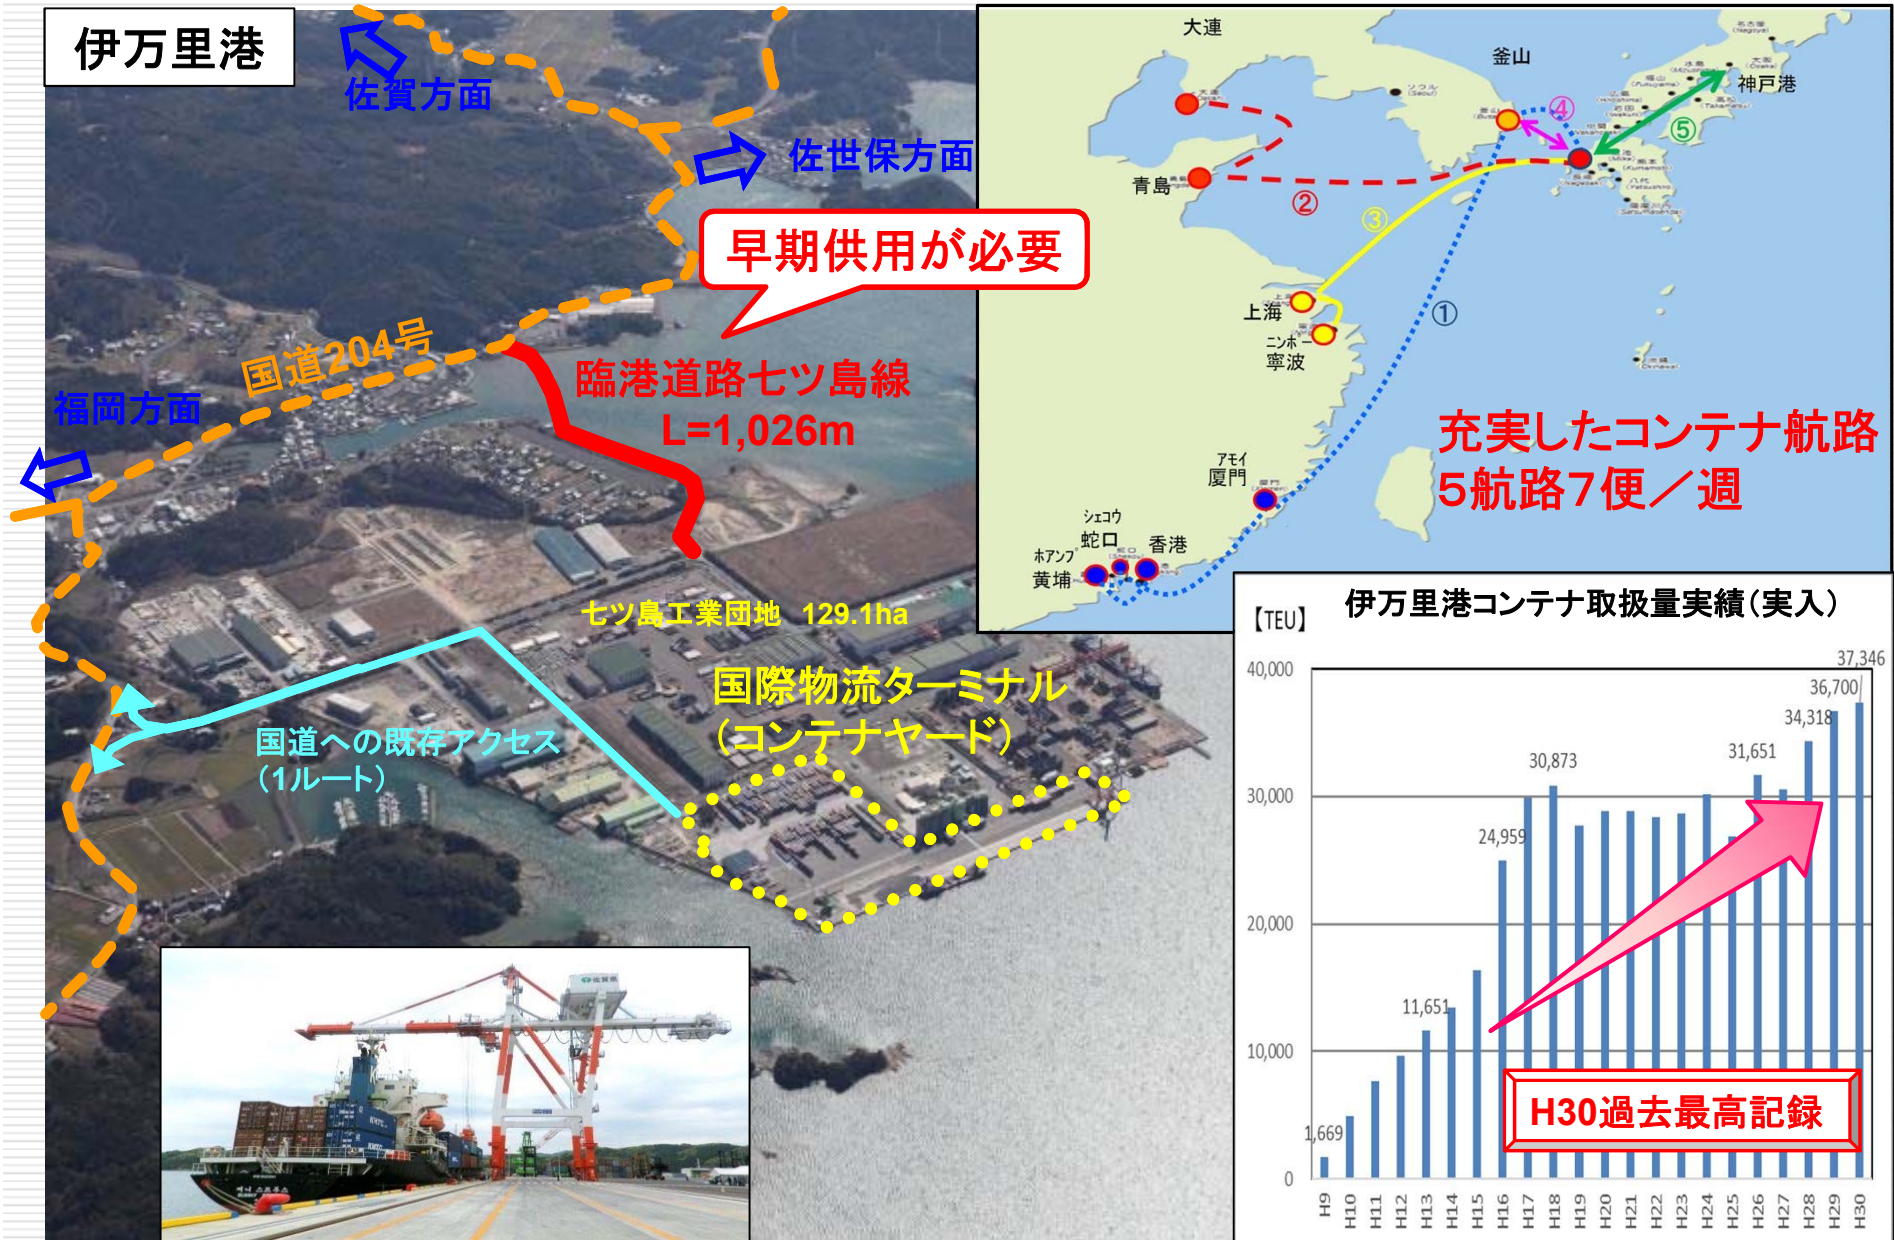 伊万里港
佐賀方面
佐世保方面
早期供用が必要
国道204号
福岡方面
臨港道路七ツ島線
L=1,026m
七ツ島工業団地 129.1ha
国際物流ターミナル
(コンテナヤード)
国道への既存アクセス
(1ルート)
佐賀県
大連
釜山
神戸港
青島
上海
ニンボー
寧波
アモイ
厦門
シェコウ
蛇口
香港
ホアンプ
黄埔
ソウル
(Seoul)
①
②
③
④
⑤
充実したコンテナ航路
5航路7便/週
【TEU】
伊万里港コンテナ取扱量実績(実入)
40,000
30,000
20,000
10,000
0
1,669
11,651
24,959
30,873
31,651
34,318
36,700
37,346
H30過去最高記録
H9 H10 H11 H12 H13 H14 H15 H16 H17 H18 H19 H20 H21 H22 H23 H24 H25 H26 H27 H28 H29 H30